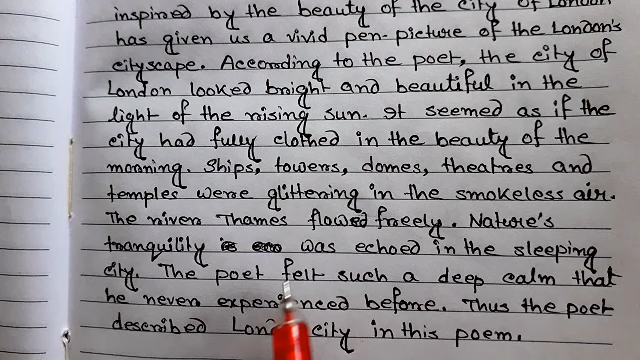 inspired by the beauty of the city of London
has given us a vivid pen-picture of the London's
cityscape. According to the poet, the city of
London looked bright and beautiful in the
light of the rising sun. It seemed as if the
city had fully clothed in the beauty of the
morning. Ships, towers, domes, theatres and
temples were glittering in the smokeless air.
The river Thames flowed freely. Nature's
tranquility was echoed in the sleeping
city. The poet felt such a deep calm that
he never experienced before. Thus the poet
described London city in this poem.